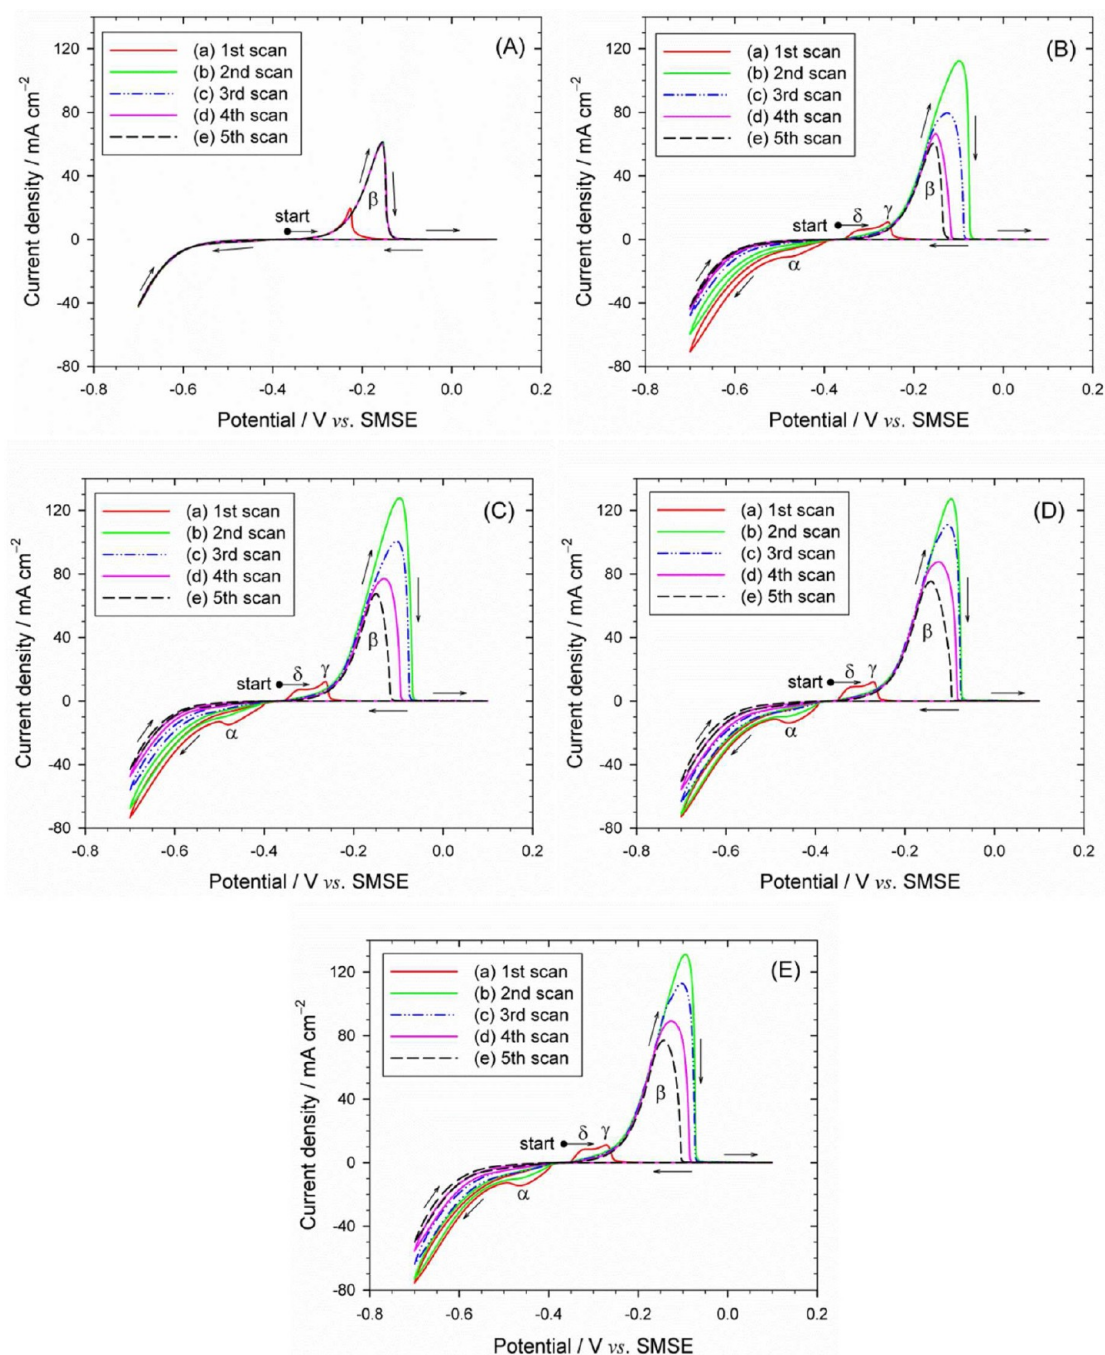 (A)
(a) 1st scan
(b) 2nd scan
(c) 3rd scan
(d) 4th scan
(e) 5th scan
120
80
40
0
-40
-80
Current density / mA cm⁻²
start
β
-0.8 -0.6 -0.4 -0.2 0.0 0.2
Potential / V vs. SMSE
(B)
(a) 1st scan
(b) 2nd scan
(c) 3rd scan
(d) 4th scan
(e) 5th scan
120
80
40
0
-40
-80
Current density / mA cm⁻²
start
δ γ
β
α
-0.8 -0.6 -0.4 -0.2 0.0 0.2
Potential / V vs. SMSE
(C)
(a) 1st scan
(b) 2nd scan
(c) 3rd scan
(d) 4th scan
(e) 5th scan
120
80
40
0
-40
-80
Current density / mA cm⁻²
start
δ γ
β
α
-0.8 -0.6 -0.4 -0.2 0.0 0.2
Potential / V vs. SMSE
(D)
(a) 1st scan
(b) 2nd scan
(c) 3rd scan
(d) 4th scan
(e) 5th scan
120
80
40
0
-40
-80
Current density / mA cm⁻²
start
δ γ
β
α
-0.8 -0.6 -0.4 -0.2 0.0 0.2
Potential / V vs. SMSE
(E)
(a) 1st scan
(b) 2nd scan
(c) 3rd scan
(d) 4th scan
(e) 5th scan
120
80
40
0
-40
-80
Current density / mA cm⁻²
start
δ γ
β
α
-0.8 -0.6 -0.4 -0.2 0.0 0.2
Potential / V vs. SMSE